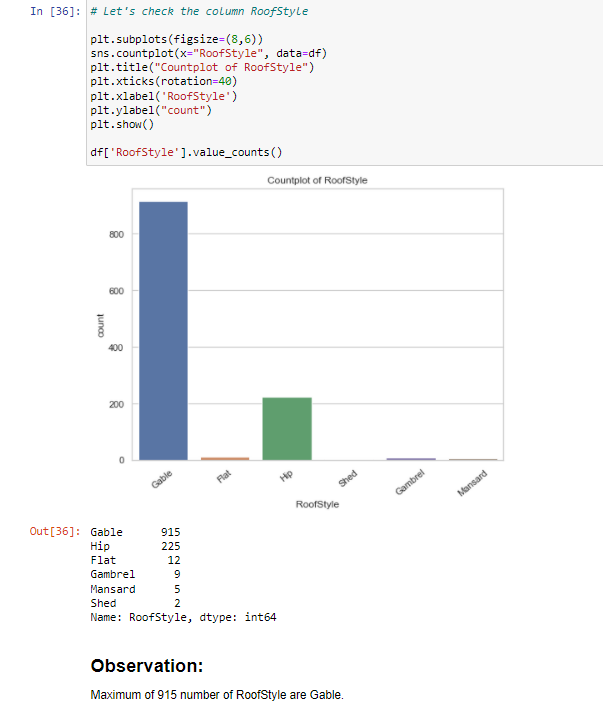 In [36]: # Let's check the column RoofStyle
plt.subplots(figsize=(8,6))
sns.countplot(x="RoofStyle", data=df)
plt.title("Countplot of RoofStyle")
plt.xticks(rotation=40)
plt.xlabel('RoofStyle')
plt.ylabel("count")
plt.show()
df['RoofStyle'].value_counts()
Countplot of RoofStyle
800
600
400
200
0
count
Gable Flat Hip Shed Gambrel Mansard
RoofStyle
Out[36]: Gable 915
Hip 225
Flat 12
Gambrel 9
Mansard 5
Shed 2
Name: RoofStyle, dtype: int64
Observation:
Maximum of 915 number of RoofStyle are Gable.